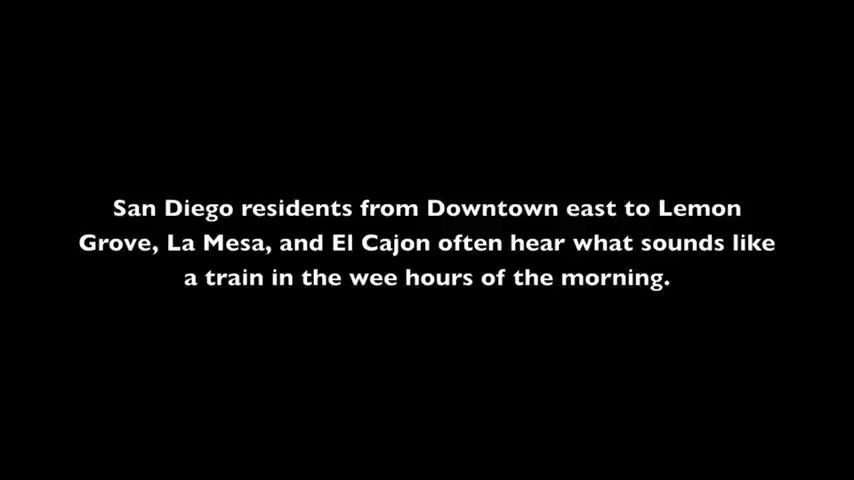 San Diego residents from Downtown east to Lemon
Grove, La Mesa, and El Cajon often hear what sounds like
a train in the wee hours of the morning.